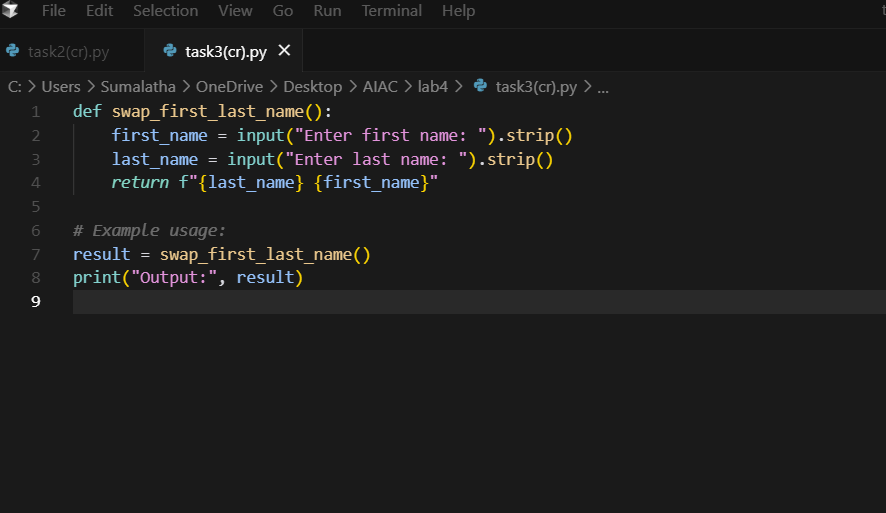 File Edit Selection View Go Run Terminal Help
task2(cr).py task3(cr).py
C: > Users > Sumalatha > OneDrive > Desktop > AIAC > lab4 > task3(cr).py > ...
1 def swap_first_last_name():
2     first_name = input("Enter first name: ").strip()
3     last_name = input("Enter last name: ").strip()
4     return f"{last_name} {first_name}"
5
6 # Example usage:
7 result = swap_first_last_name()
8 print("Output:", result)
9